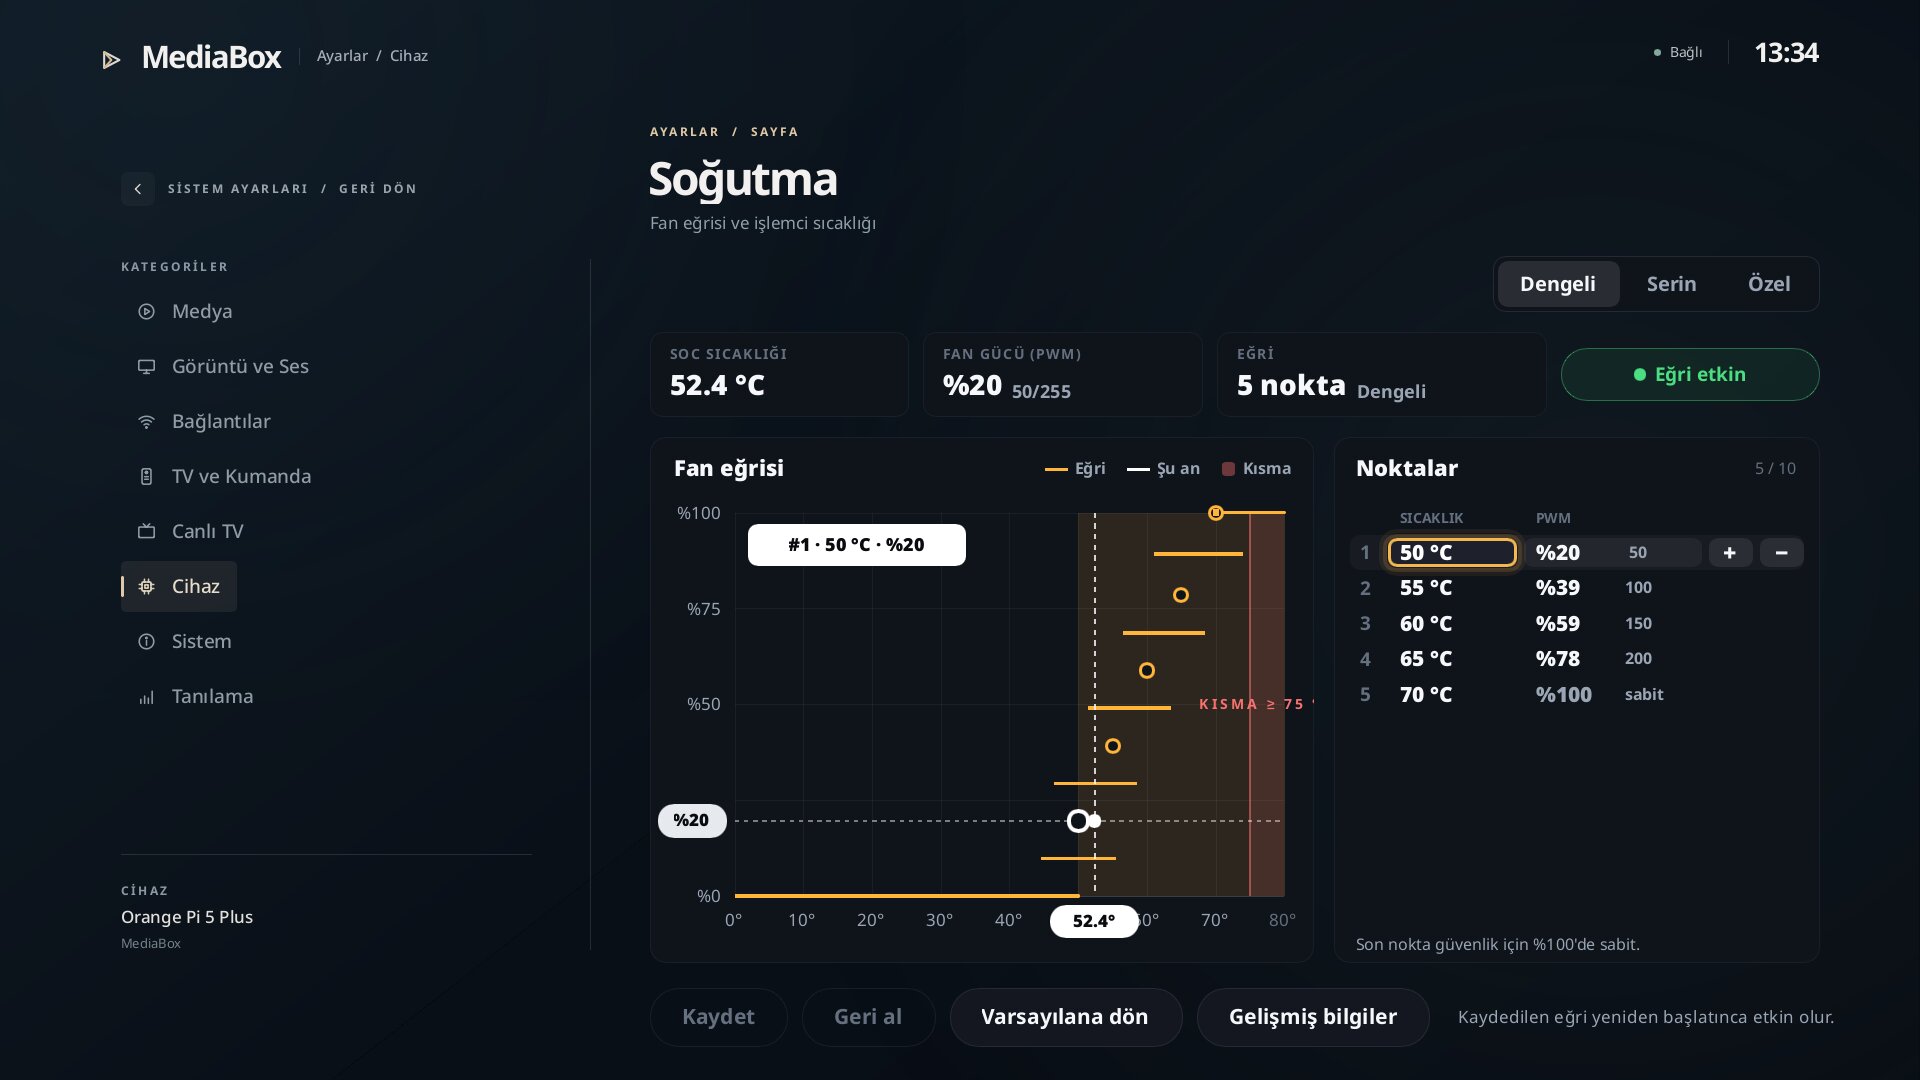 MediaBox
Ayarlar / Cihaz
Bağlı
13:34
SİSTEM AYARLARI / GERİ DÖN
KATEGORİLER
Medya
Görüntü ve Ses
Bağlantılar
TV ve Kumanda
Canlı TV
Cihaz
Sistem
Tanılama
CİHAZ
Orange Pi 5 Plus
MediaBox
AYARLAR / SAYFA
Soğutma
Fan eğrisi ve işlemci sıcaklığı
Dengeli Serin Özel
SOC SICAKLIĞI
52.4 °C
FAN GÜCÜ (PWM)
%20 50/255
EĞRİ
5 nokta Dengeli
Eğri etkin
Fan eğrisi
Eğri Şu an Kısma
%100
#1 · 50 °C · %20
%75
%50
KISMA ≥ 75
%20
%0
0° 10° 20° 30° 40° 52.4° 70° 80°
Noktalar
5 / 10
SICAKLIK PWM
1 50 °C %20 50 + −
2 55 °C %39 100
3 60 °C %59 150
4 65 °C %78 200
5 70 °C %100 sabit
Son nokta güvenlik için %100'de sabit.
Kaydet
Geri al
Varsayılana dön
Gelişmiş bilgiler
Kaydedilen eğri yeniden başlatınca etkin olur.